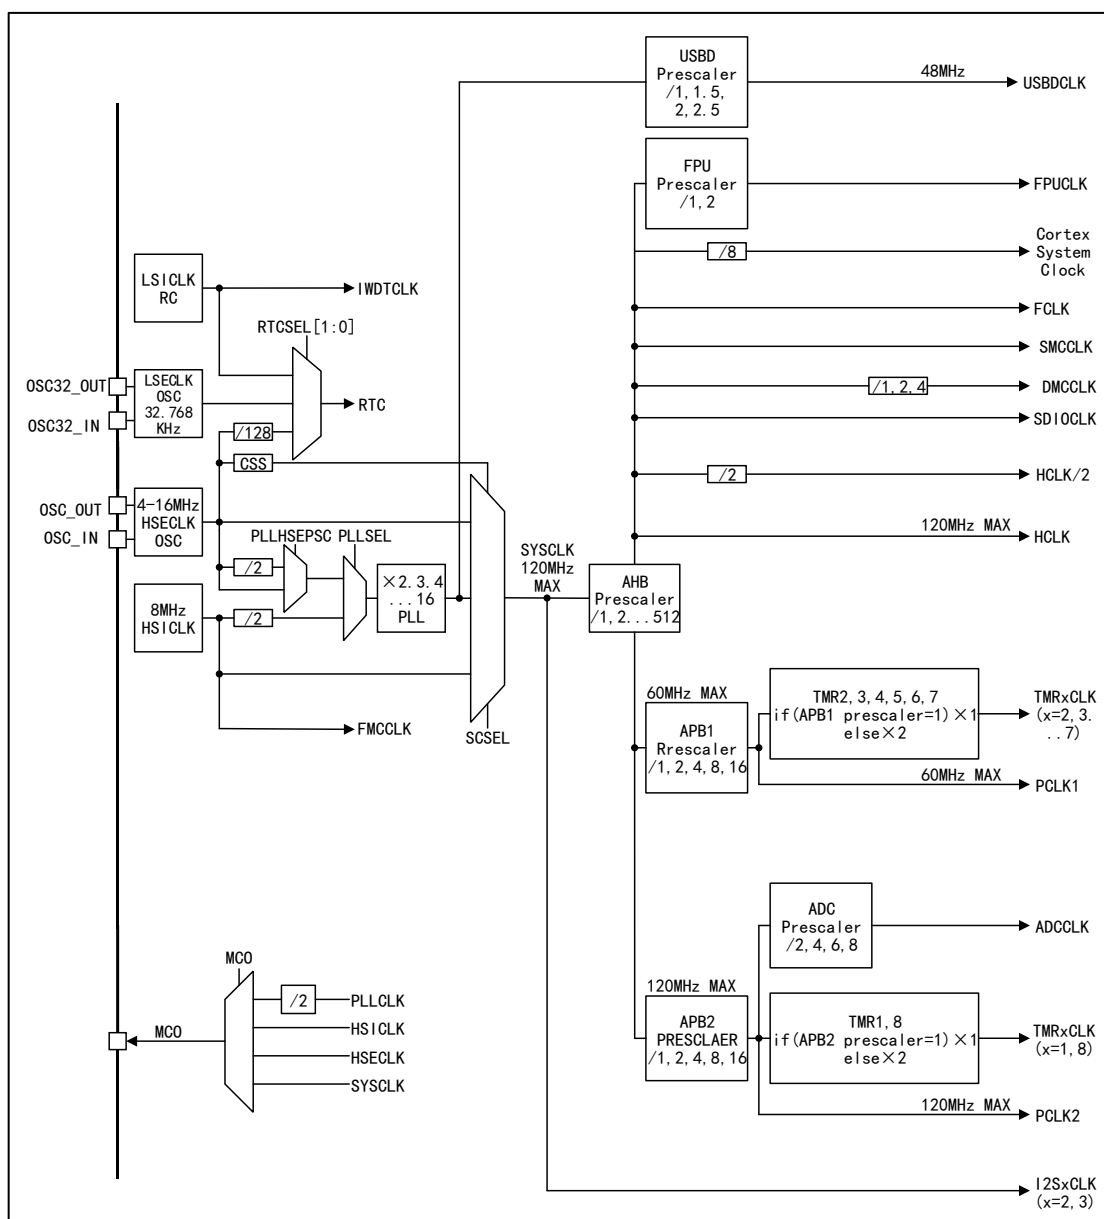 USBD
Prescaler
/1,1.5,
2,2.5
48MHz
USBDCLK
FPU
Prescaler
/1,2
FPUCLK
/8
Cortex
System
Clock
LSICLK
RC
IWDTCLK
FCLK
RTCSEL[1:0]
SMCCLK
OSC32_OUT
OSC32_IN
LSECLK
OSC
32.768
KHz
RTC
/1,2,4
DMCCLK
SDIOCLK
/128
CSS
/2
HCLK/2
OSC_OUT
OSC_IN
4-16MHz
HSECLK
OSC
120MHz MAX
HCLK
PLLHSEPSC
PLLSEL
/2
×2.3.4
...16
PLL
SYSCLK
120MHz
MAX
AHB
Prescaler
/1,2...512
8MHz
HSICLK
/2
FMCCLK
SCSEL
60MHz MAX
APB1
Rrescaler
/1,2,4,8,16
TMR2,3,4,5,6,7
if(APB1 prescaler=1)×1
else×2
TMRxCLK
(x=2,3.
..7)
60MHz MAX
PCLK1
ADC
Prescaler
/2,4,6,8
ADCCLK
MCO
/2
PLLCLK
HSICLK
HSECLK
SYSCLK
MCO
120MHz MAX
APB2
PRESCLAER
/1,2,4,8,16
TMR1,8
if(APB2 prescaler=1)×1
else×2
TMRxCLK
(x=1,8)
120MHz MAX
PCLK2
I2SxCLK
(x=2,3)